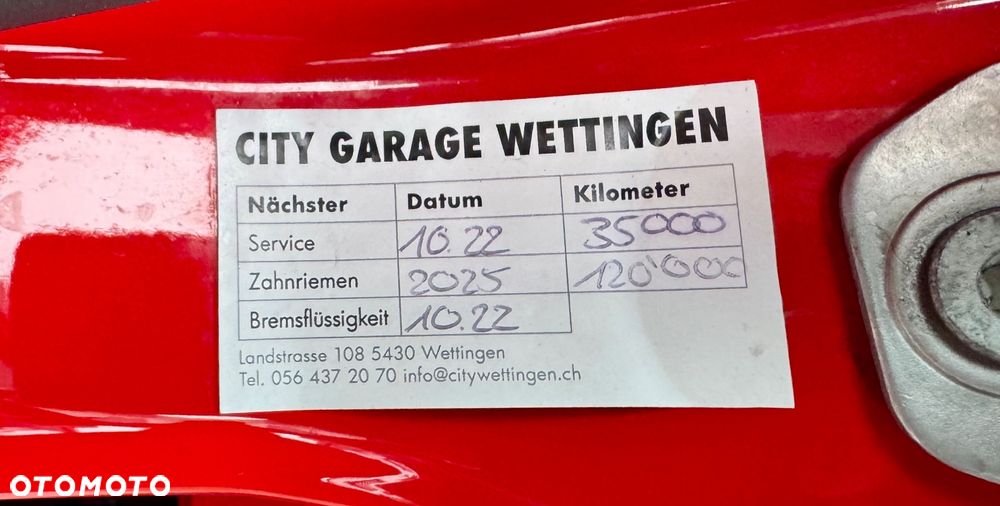 CITY GARAGE WETTINGEN
Nächster Datum Kilometer
Service 10.22 35000
Zahnriemen 2025 120'000
Bremsflüssigkeit 10.22
Landstrasse 108 5430 Wettingen
Tel. 056 437 20 70 info@citywettingen.ch
OTOMOTO